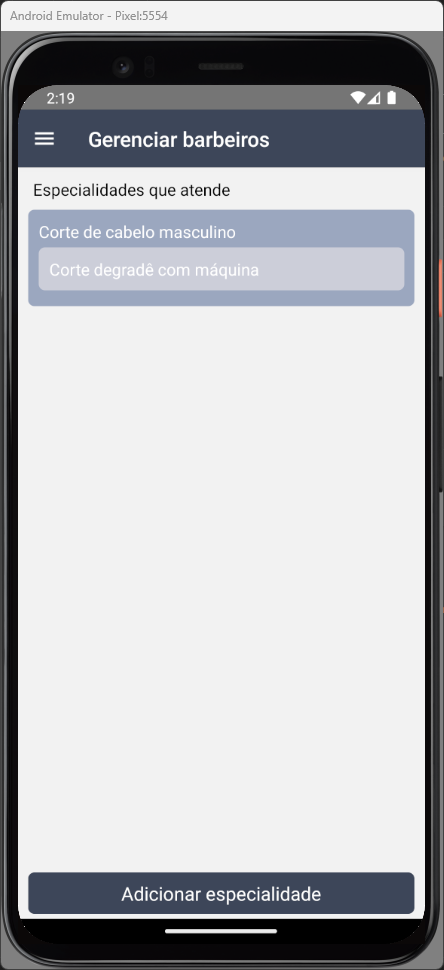 Android Emulator - Pixel:5554
2:19
Gerenciar barbeiros
Especialidades que atende
Corte de cabelo masculino
Corte degradê com máquina
Adicionar especialidade